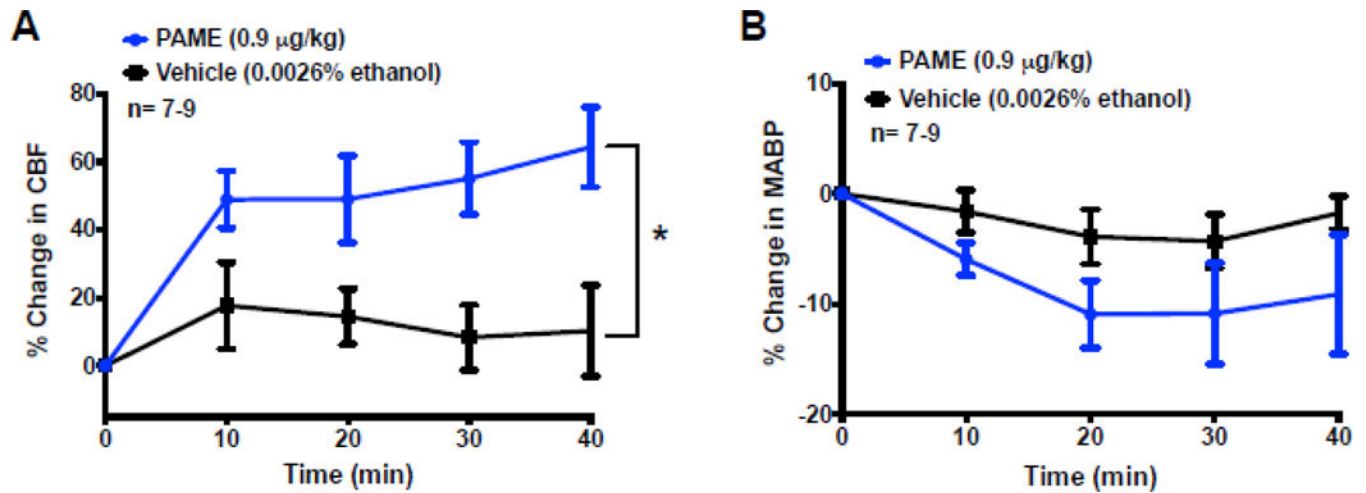 A
PAME (0.9 µg/kg)
Vehicle (0.0026% ethanol)
n= 7-9
% Change in CBF
80
60
40
20
0
*
0 10 20 30 40
Time (min)
B
PAME (0.9 µg/kg)
Vehicle (0.0026% ethanol)
n= 7-9
% Change in MABP
10
0
-10
-20
0 10 20 30 40
Time (min)